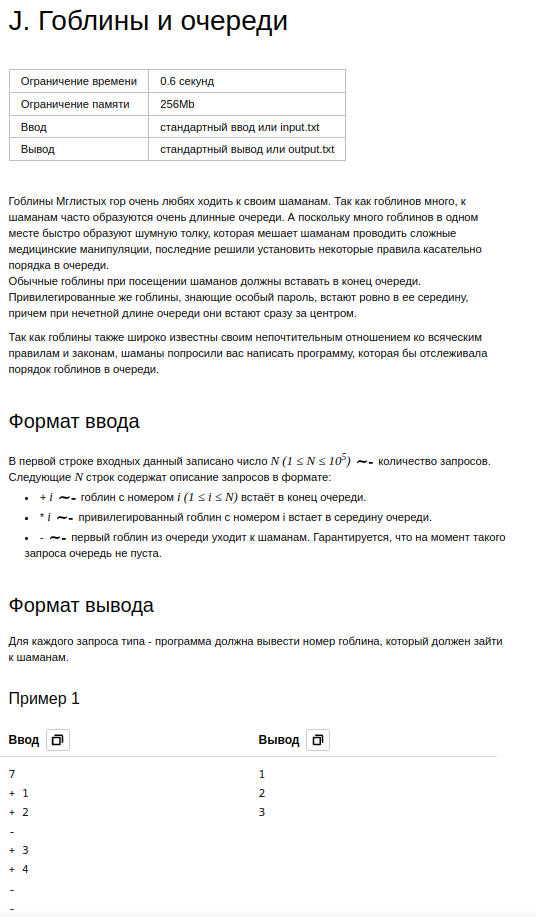 J. Гоблины и очереди
Ограничение времени 0.6 секунд
Ограничение памяти 256Mb
Ввод стандартный ввод или input.txt
Вывод стандартный вывод или output.txt
Гоблины Мглистых гор очень любях ходить к своим шаманам. Так как гоблинов много, к
шаманам часто образуются очень длинные очереди. А поскольку много гоблинов в одном
месте быстро образуют шумную толку, которая мешает шаманам проводить сложные
медицинские манипуляции, последние решили установить некоторые правила касательно
порядка в очереди.
Обычные гоблины при посещении шаманов должны вставать в конец очереди.
Привилегированные же гоблины, знающие особый пароль, встают ровно в ее середину,
причем при нечетной длине очереди они встают сразу за центром.
Так как гоблины также широко известны своим непочтительным отношением ко всяческим
правилам и законам, шаманы попросили вас написать программу, которая бы отслеживала
порядок гоблинов в очереди.
Формат ввода
В первой строке входных данный записано число N (1 ≤ N ≤ 10⁵) ~- количество запросов.
Следующие N строк содержат описание запросов в формате:
• + i ~- гоблин с номером i (1 ≤ i ≤ N) встаёт в конец очереди.
• * i ~- привилегированный гоблин с номером i встает в середину очереди.
• - ~- первый гоблин из очереди уходит к шаманам. Гарантируется, что на момент такого
запроса очередь не пуста.
Формат вывода
Для каждого запроса типа - программа должна вывести номер гоблина, который должен зайти
к шаманам.
Пример 1
Ввод Вывод
7 1
+ 1 2
+ 2 3
-
+ 3
+ 4
-
-